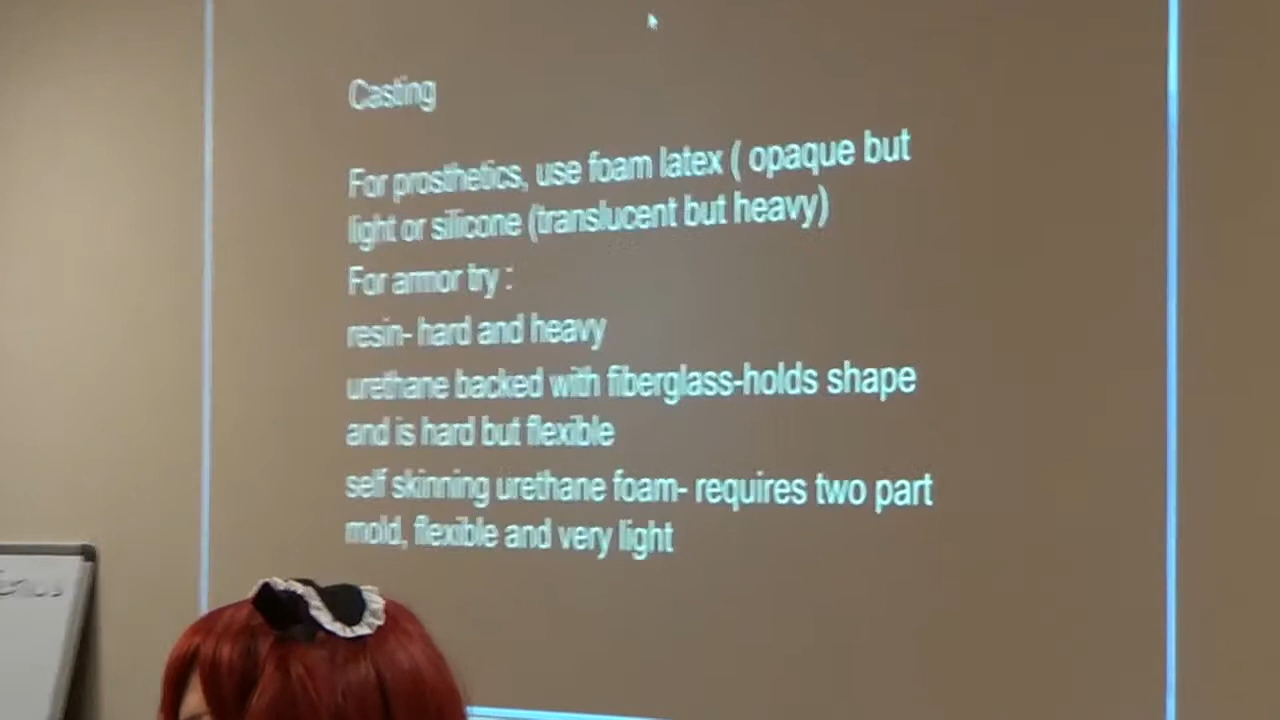 Casting
For prosthetics, use foam latex ( opaque but
light or silicone (translucent but heavy)
For armor try :
resin- hard and heavy
urethane backed with fiberglass-holds shape
and is hard but flexible
self skinning urethane foam- requires two part
mold, flexible and very light